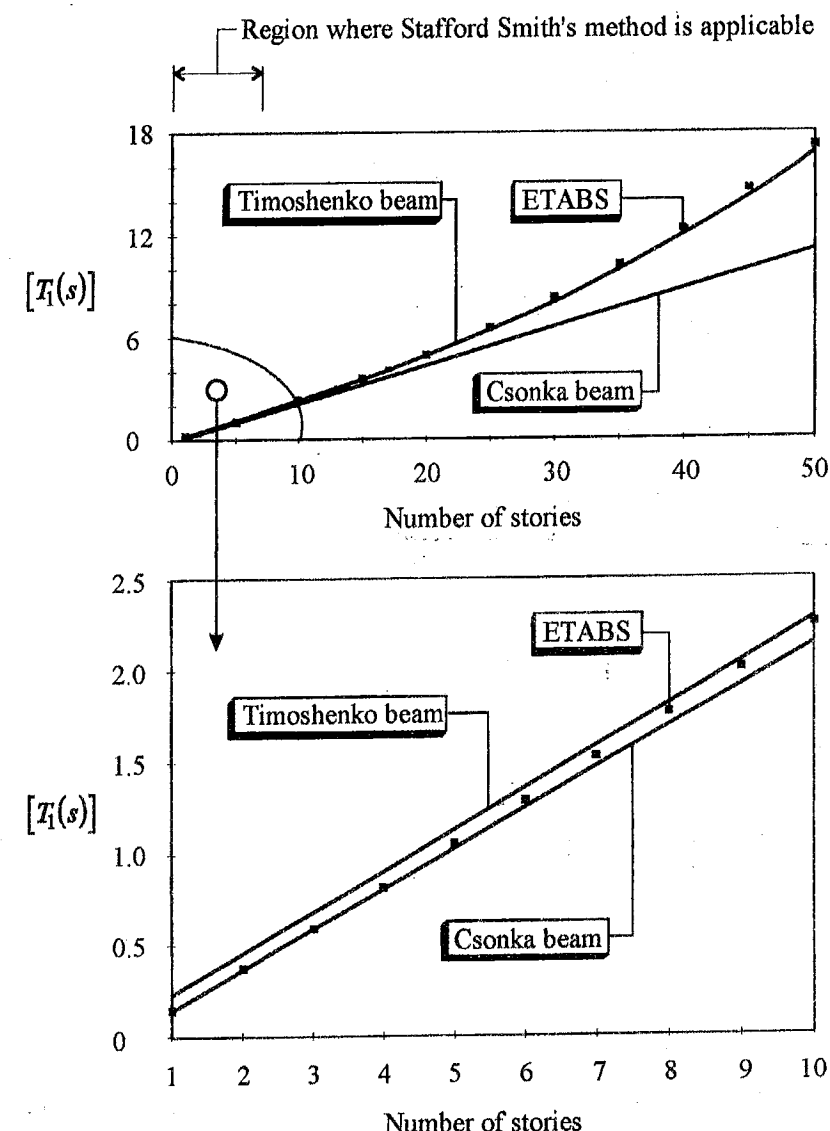 Region where Stafford Smith's method is applicable
18
Timoshenko beam
ETABS
12
[T₁(s)]
6
Csonka beam
0
0 10 20 30 40 50
Number of stories
2.5
ETABS
2.0
Timoshenko beam
1.5
[T₁(s)]
1.0
Csonka beam
0.5
0
1 2 3 4 5 6 7 8 9 10
Number of stories